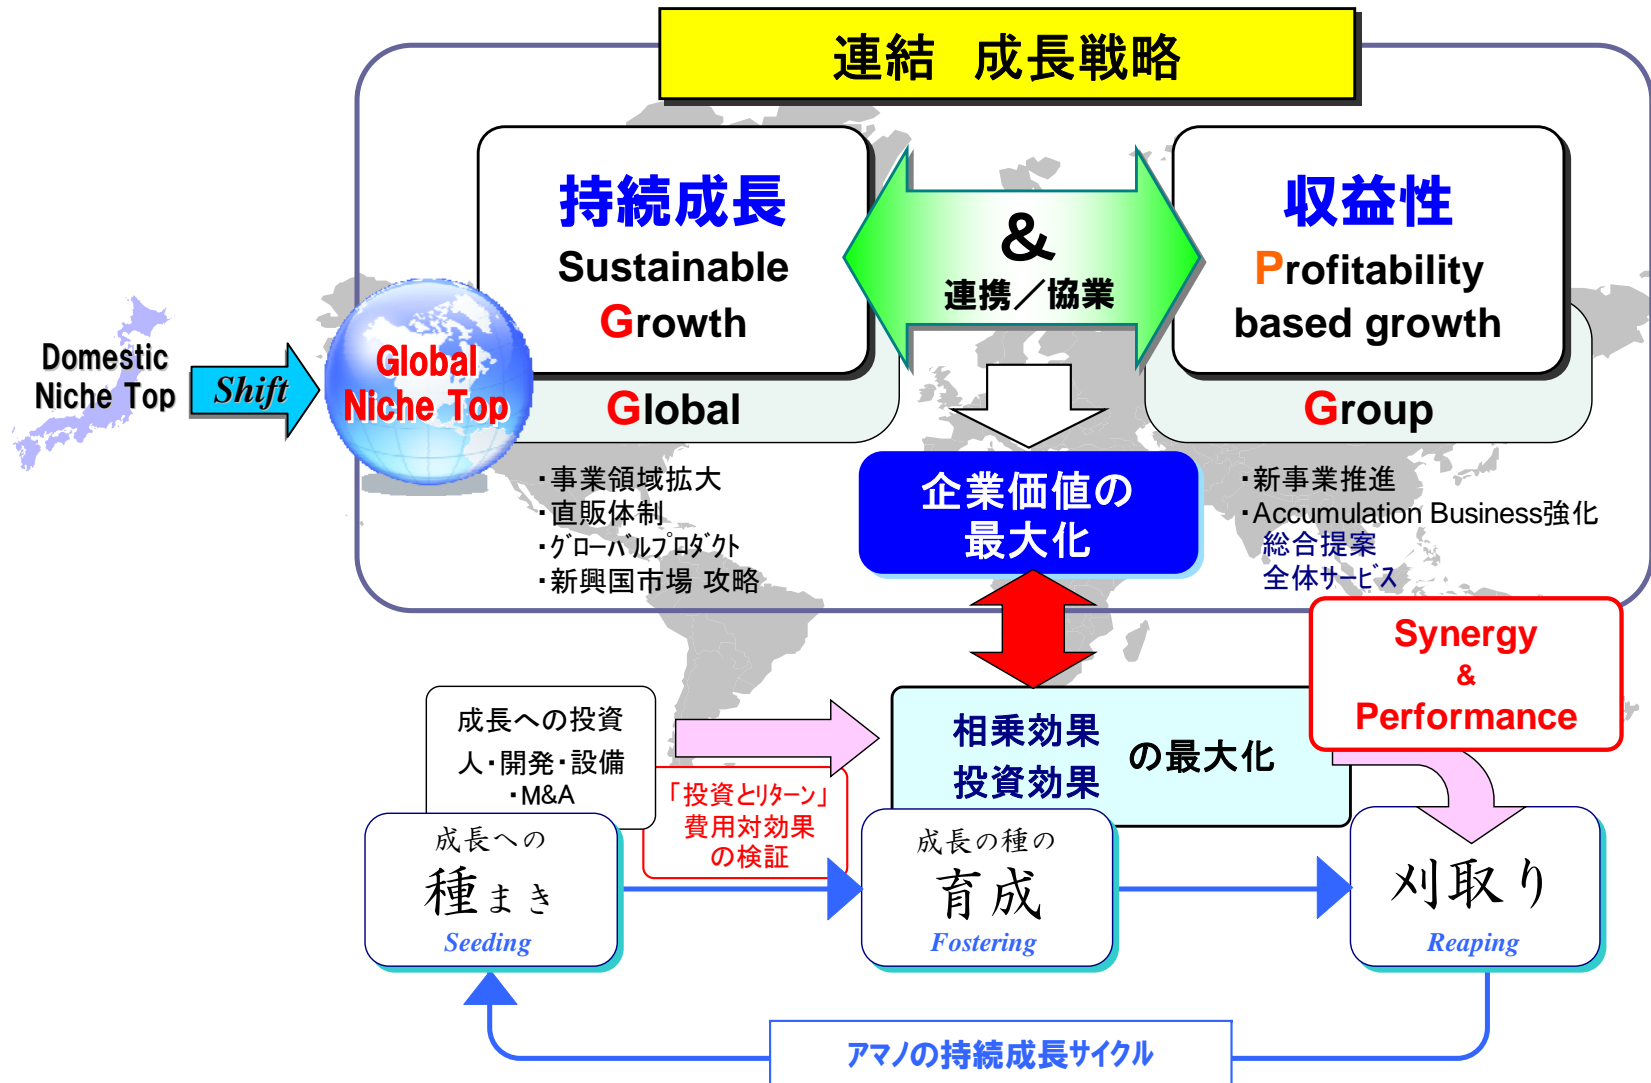 連結 成長戦略
持続成長
Sustainable
Growth
Global
&
連携／協業
収益性
Profitability
based growth
Group
Domestic
Niche Top
Shift
Global
Niche Top
・事業領域拡大
・直販体制
・ｸﾞﾛｰﾊﾞﾙﾌﾟﾛﾀﾞｸﾄ
・新興国市場 攻略
企業価値の
最大化
・新事業推進
・Accumulation Business強化
総合提案
全体ｻｰﾋﾞｽ
Synergy
&
Performance
成長への投資
人・開発・設備
・M&A
「投資とﾘﾀｰﾝ」
費用対効果
の検証
相乗効果
投資効果
の最大化
成長への
種まき
Seeding
成長の種の
育成
Fostering
刈取り
Reaping
アマノの持続成長サイクル